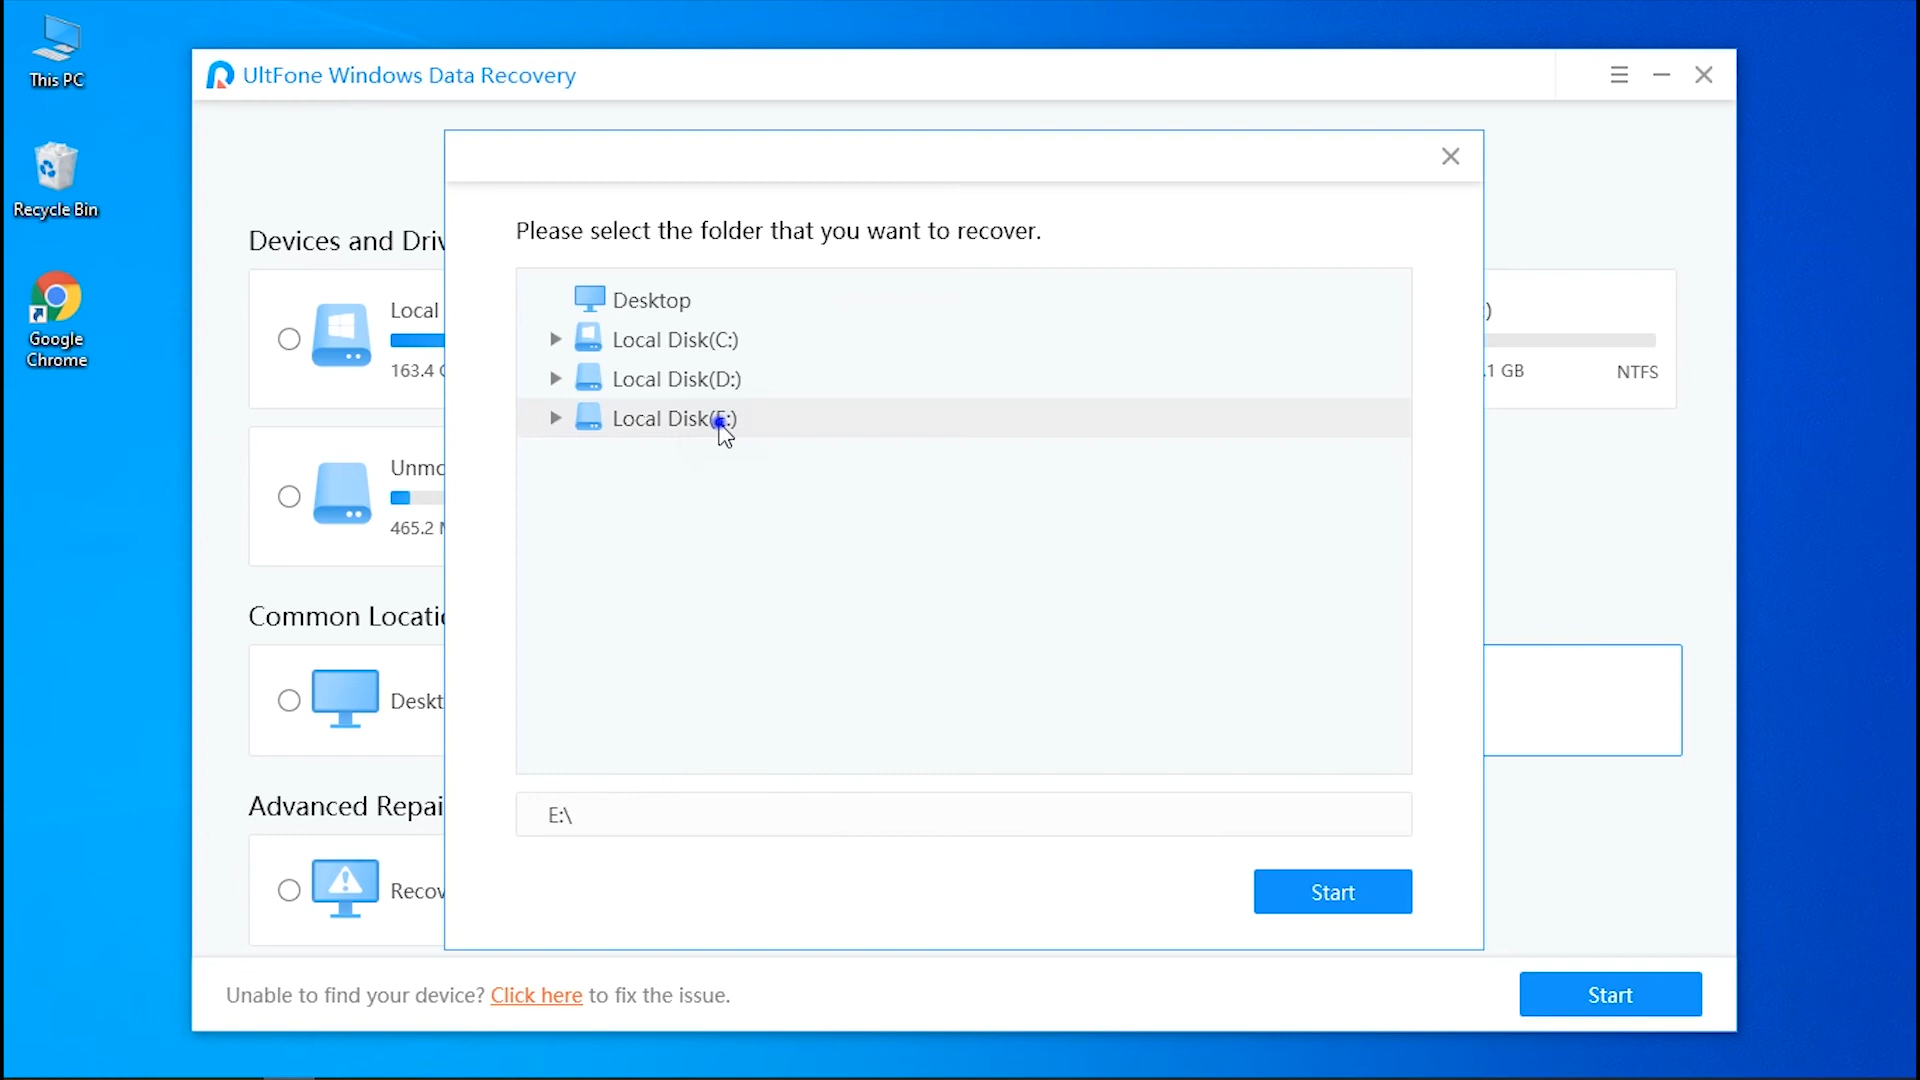 This PC
Recycle Bin
Google
Chrome
UltFone Windows Data Recovery
Please select the folder that you want to recover.
Desktop
Local Disk(C:)
Local Disk(D:)
Local Disk(E:)
E:\
Start
Devices and Driv
Local
163.4
.1 GB
NTFS
Unmo
465.2
Common Locatio
Deskt
Advanced Repai
Recov
Unable to find your device? Click here to fix the issue.
Start